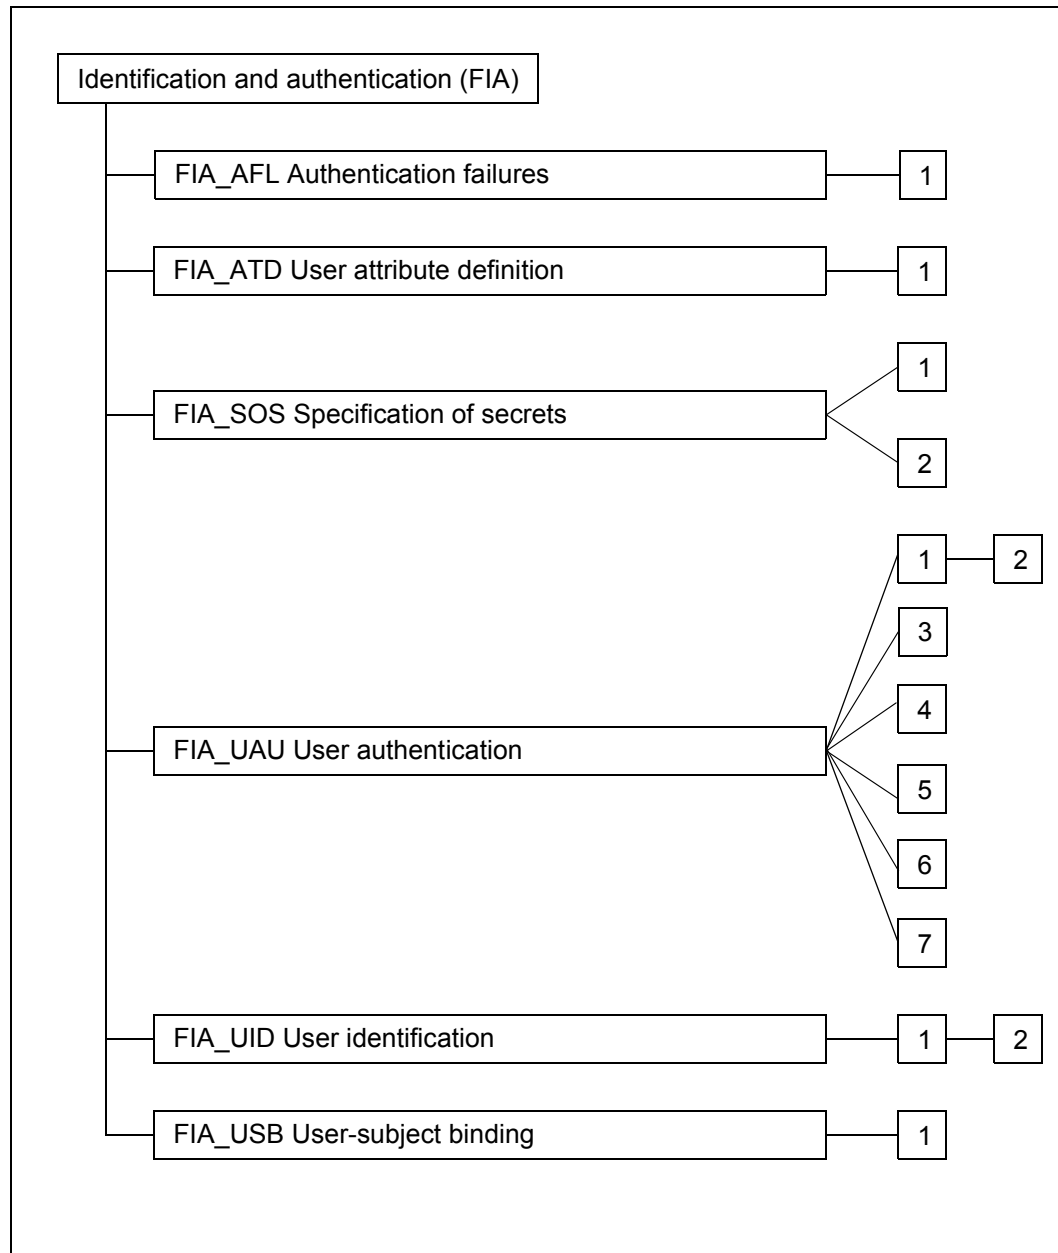 Identification and authentication (FIA)
FIA_AFL Authentication failures 1
FIA_ATD User attribute definition 1
1
FIA_SOS Specification of secrets
2
1 2
3
4
FIA_UAU User authentication
5
6
7
FIA_UID User identification 1 2
FIA_USB User-subject binding 1